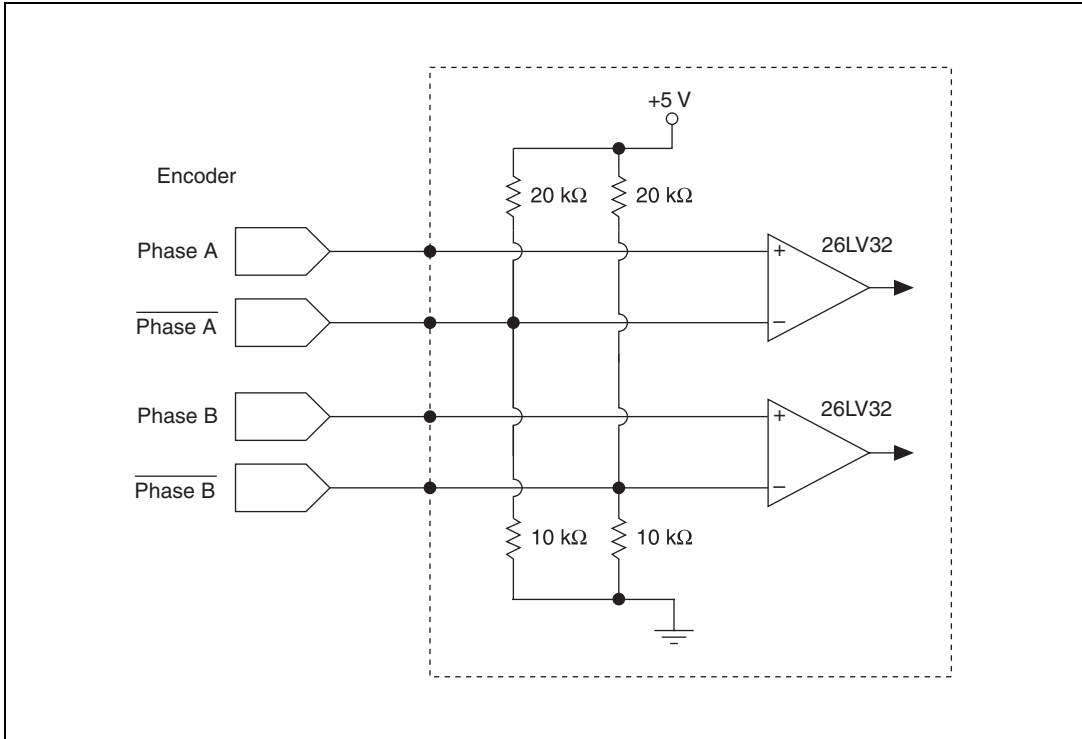 +5 V
Encoder
20 kΩ 20 kΩ
Phase A
26LV32
+
Phase A
−
Phase B
26LV32
+
Phase B
−
10 kΩ 10 kΩ